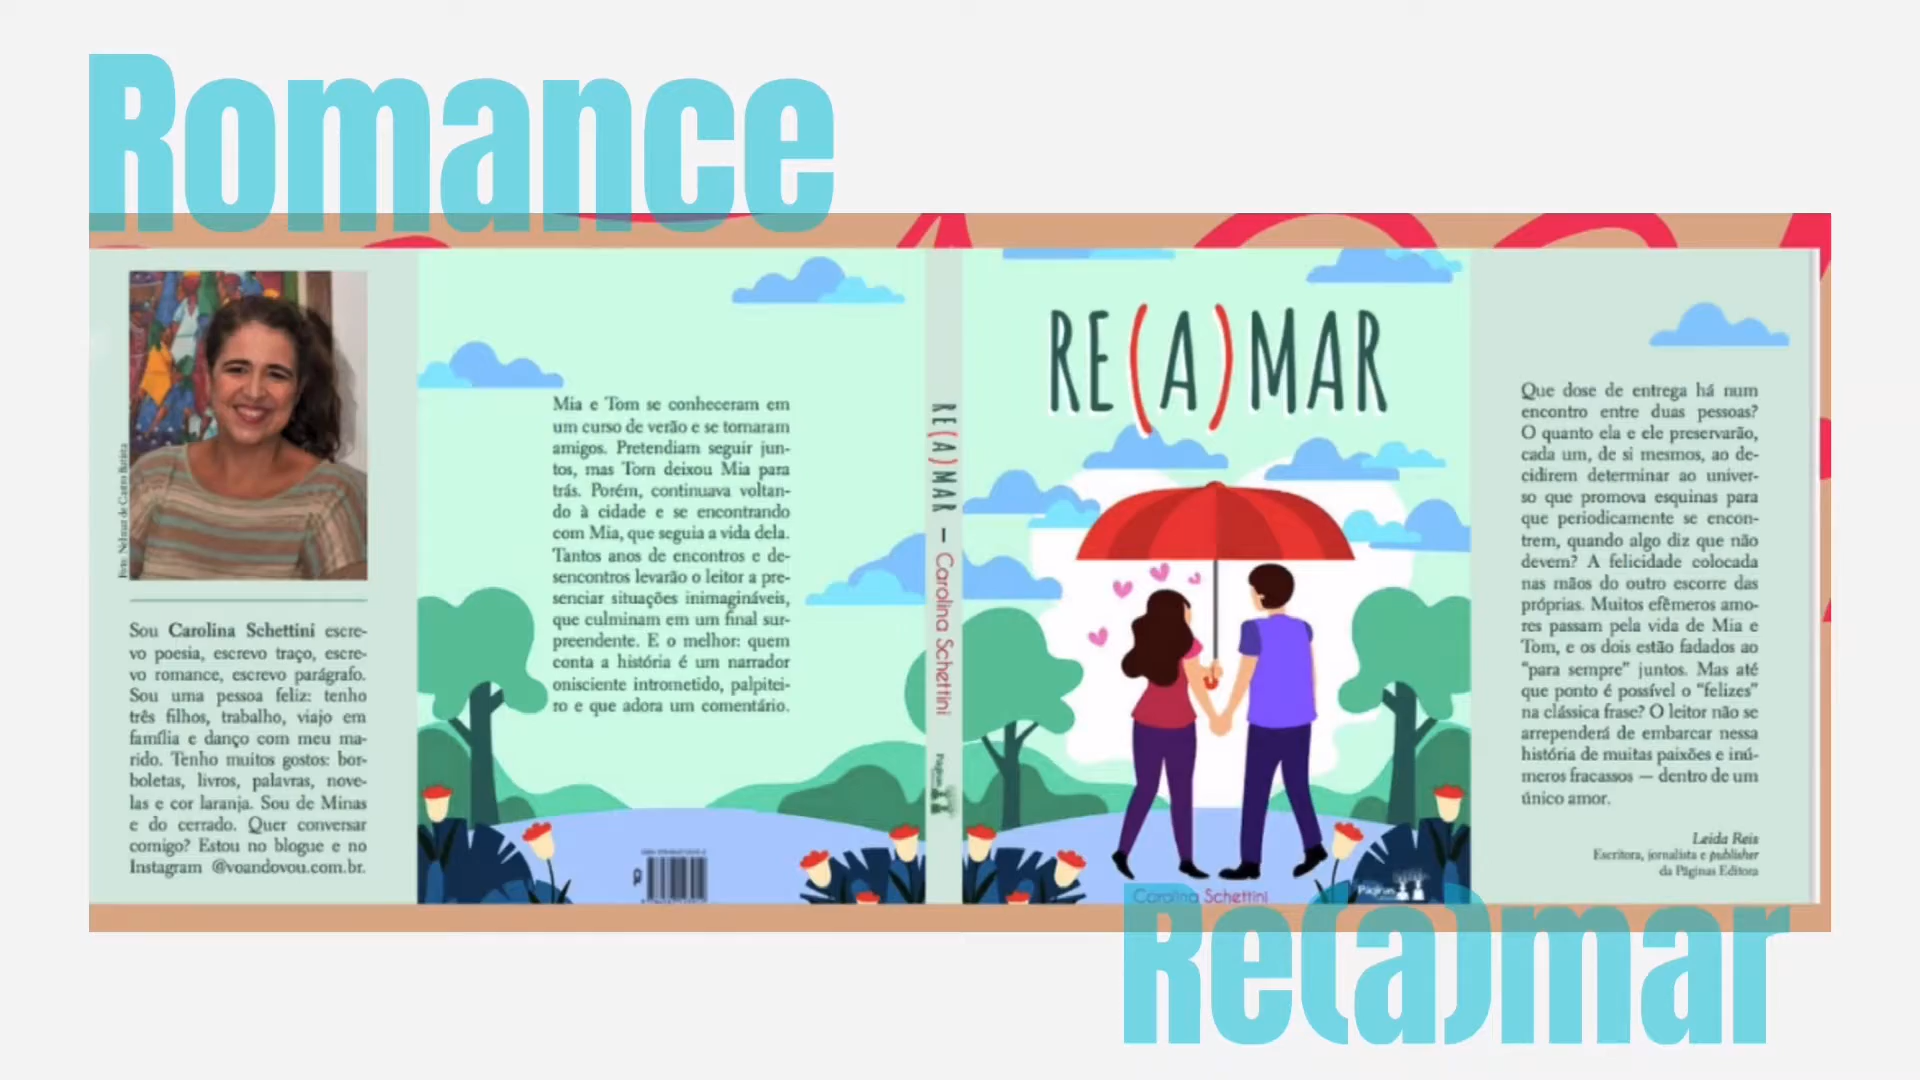 Romance
Foto: Nelmar de Castro Batista
Sou Carolina Schettini escre-
vo poesia, escrevo traço, escre-
vo romance, escrevo parágrafo.
Sou uma pessoa feliz: tenho
três filhos, trabalho, viajo em
família e danço com meu ma-
rido. Tenho muitos gostos: bor-
boletas, livros, palavras, nove-
las e cor laranja. Sou de Minas
e do cerrado. Quer conversar
comigo? Estou no blogue e no
Instagram @voandovou.com.br.
Mia e Tom se conheceram em
um curso de verão e se tornaram
amigos. Pretendiam seguir jun-
tos, mas Tom deixou Mia para
trás. Porém, continuava voltan-
do à cidade e se encontrando
com Mia, que seguia a vida dela.
Tantos anos de encontros e de-
sencontros levarão o leitor a pre-
senciar situações inimagináveis,
que culminam em um final sur-
preendente. E o melhor: quem
conta a história é um narrador
onisciente intrometido, palpitei-
ro e que adora um comentário.
RE(A)MAR – Carolina Schettini
Páginas
RE(A)MAR
Carolina Schettini
Páginas
Que dose de entrega há num
encontro entre duas pessoas?
O quanto ela e ele preservarão,
cada um, de si mesmos, ao de-
cidirem determinar ao univer-
so que promova esquinas para
que periodicamente se encon-
trem, quando algo diz que não
devem? A felicidade colocada
nas mãos do outro escorre das
próprias. Muitos efêmeros amo-
res passam pela vida de Mia e
Tom, e os dois estão fadados ao
“para sempre” juntos. Mas até
que ponto é possível o “felizes”
na clássica frase? O leitor não se
arrependerá de embarcar nessa
história de muitas paixões e inú-
meros fracassos — dentro de um
único amor.
Leida Reis
Escritora, jornalista e publisher
da Páginas Editora
Re(a)mar